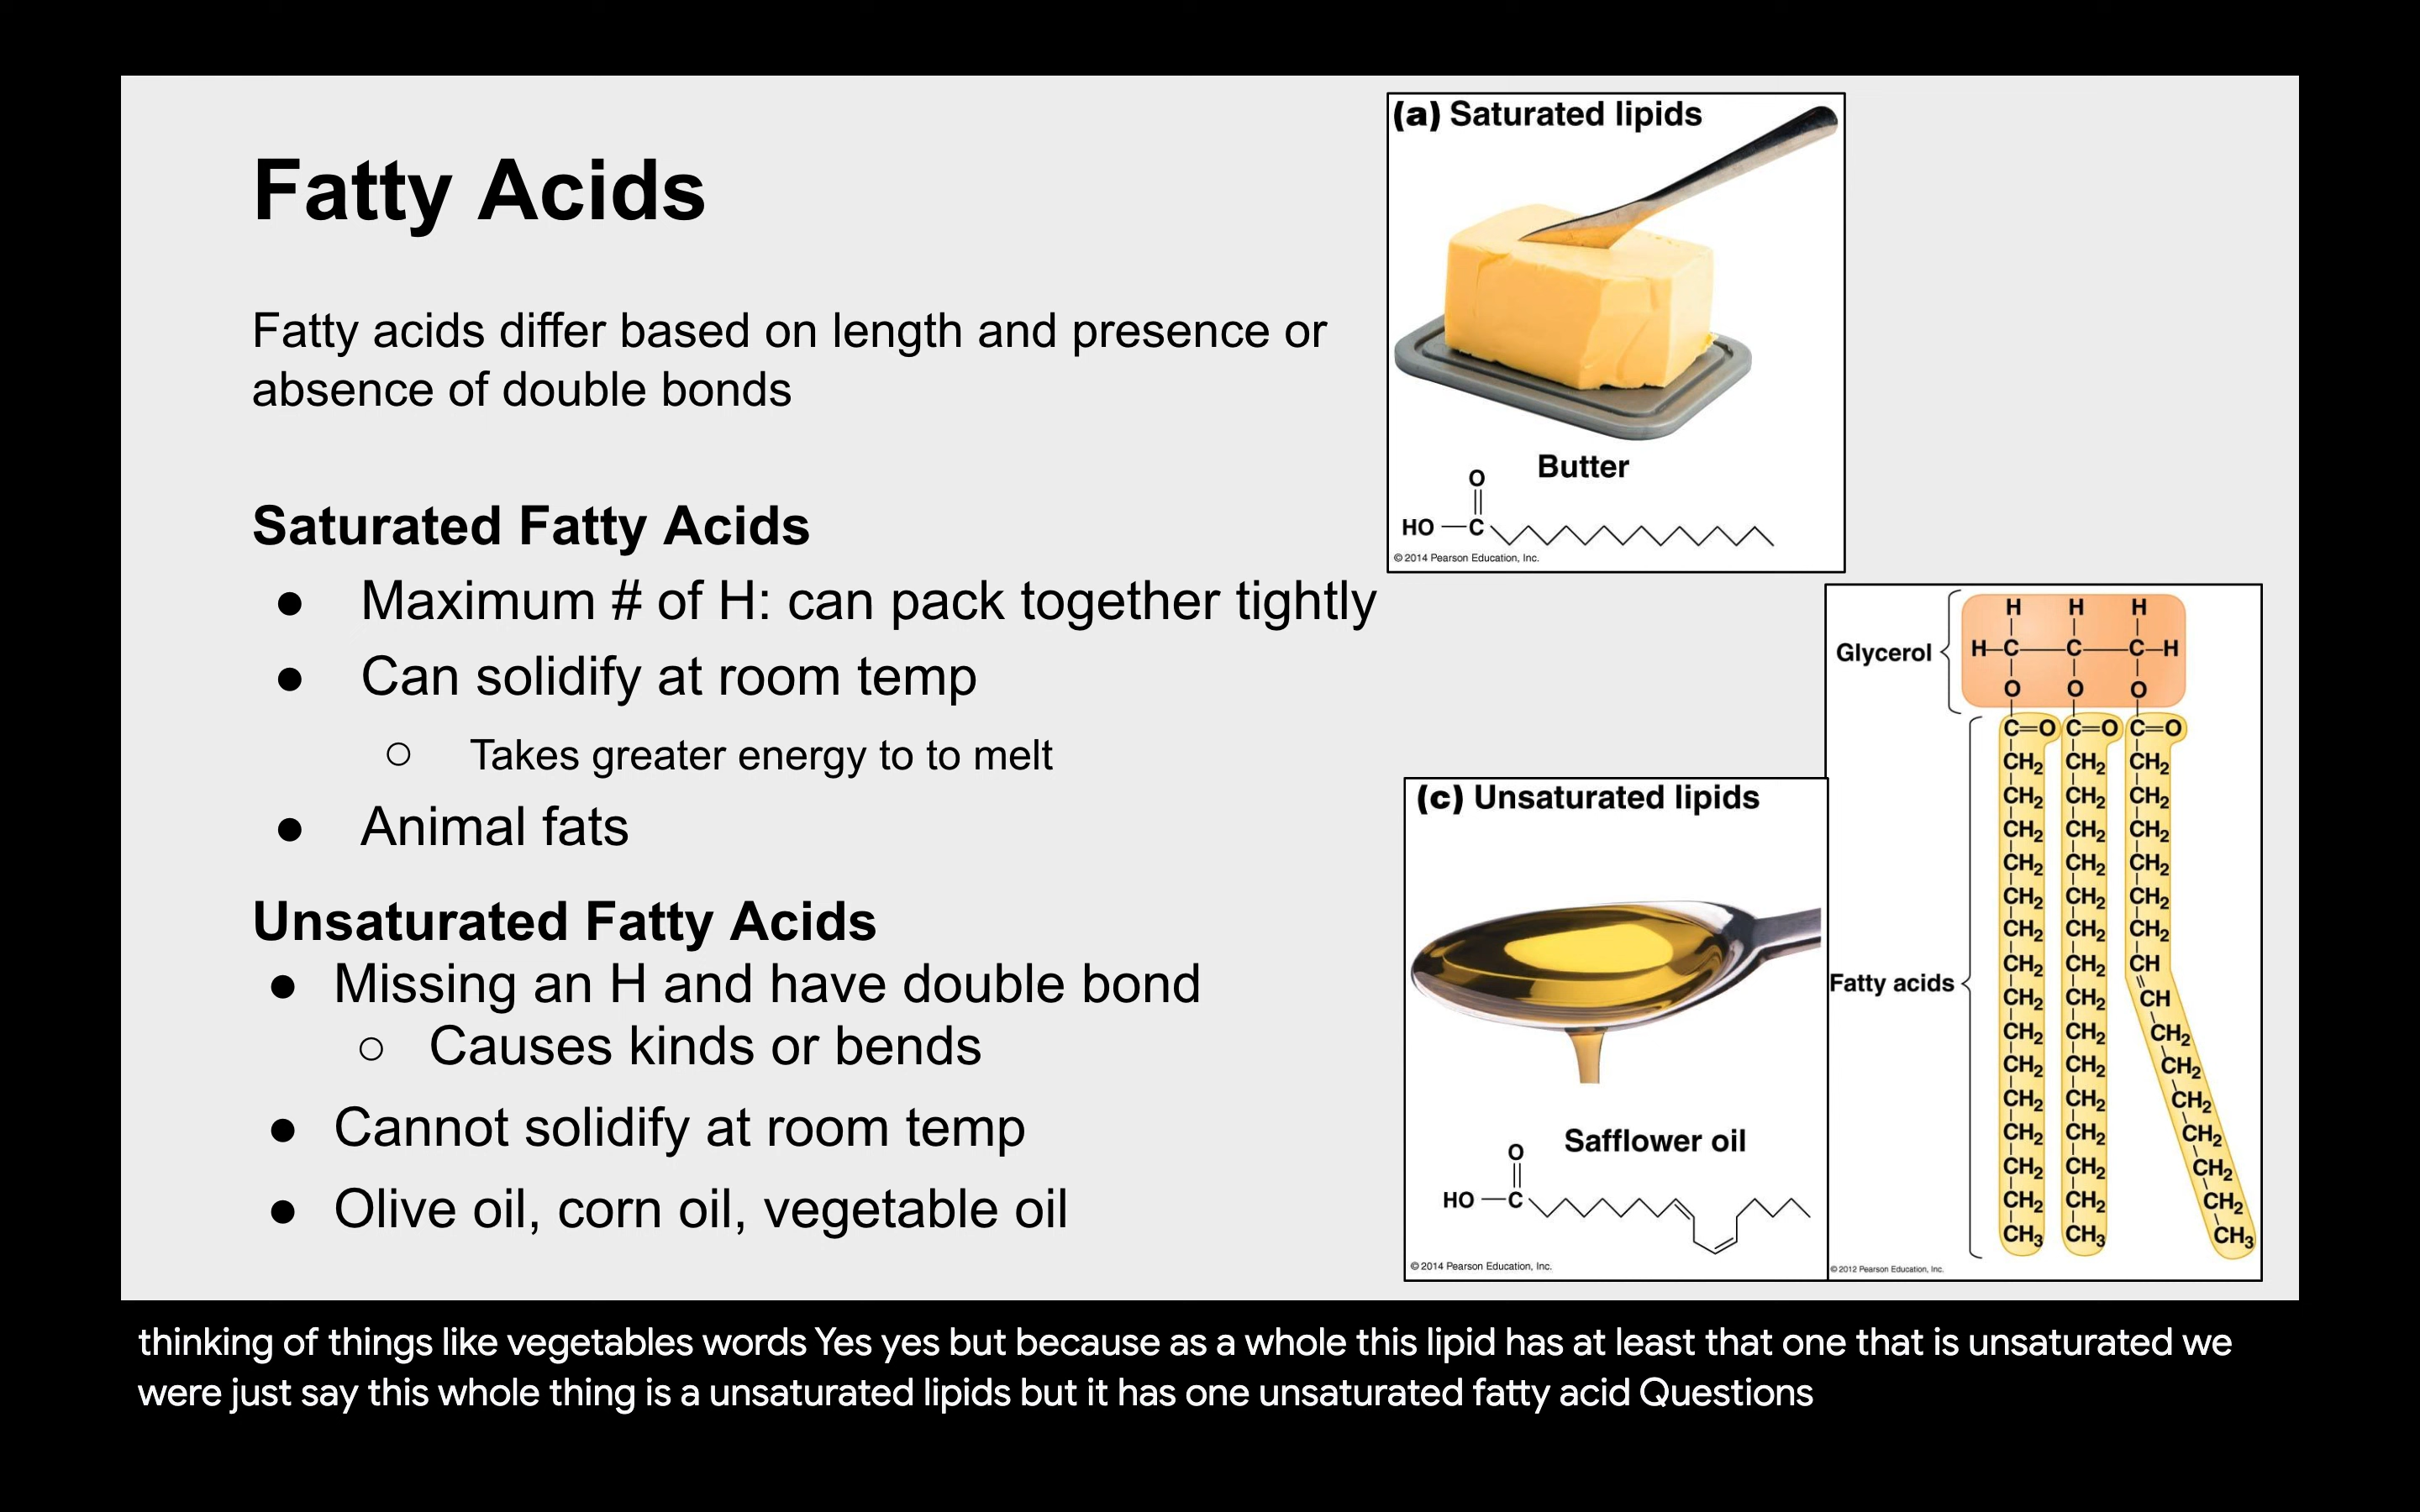 Fatty Acids
Fatty acids differ based on length and presence or
absence of double bonds
Saturated Fatty Acids
● Maximum # of H: can pack together tightly
● Can solidify at room temp
○ Takes greater energy to to melt
● Animal fats
Unsaturated Fatty Acids
● Missing an H and have double bond
○ Causes kinds or bends
● Cannot solidify at room temp
● Olive oil, corn oil, vegetable oil
(a) Saturated lipids
Butter
O
HO C
© 2014 Pearson Education, Inc.
(c) Unsaturated lipids
Safflower oil
O
HO C
© 2014 Pearson Education, Inc.
H H H
Glycerol H-C C C-H
O O O
C=O C=O C=O
CH₂ CH₂ CH₂
CH₂ CH₂ CH₂
CH₂ CH₂ CH₂
CH₂ CH₂ CH₂
CH₂ CH₂ CH₂
CH₂ CH₂ CH₂
CH₂ CH₂ CH
Fatty acids CH₂ CH₂ CH
CH₂ CH₂ CH₂
CH₂ CH₂ CH₂
CH₂ CH₂ CH₂
CH₂ CH₂ CH₂
CH₂ CH₂ CH₂
CH₂ CH₂ CH₂
CH₃ CH₃ CH₃
© 2012 Pearson Education, Inc.
thinking of things like vegetables words Yes yes but because as a whole this lipid has at least that one that is unsaturated we
were just say this whole thing is a unsaturated lipids but it has one unsaturated fatty acid Questions